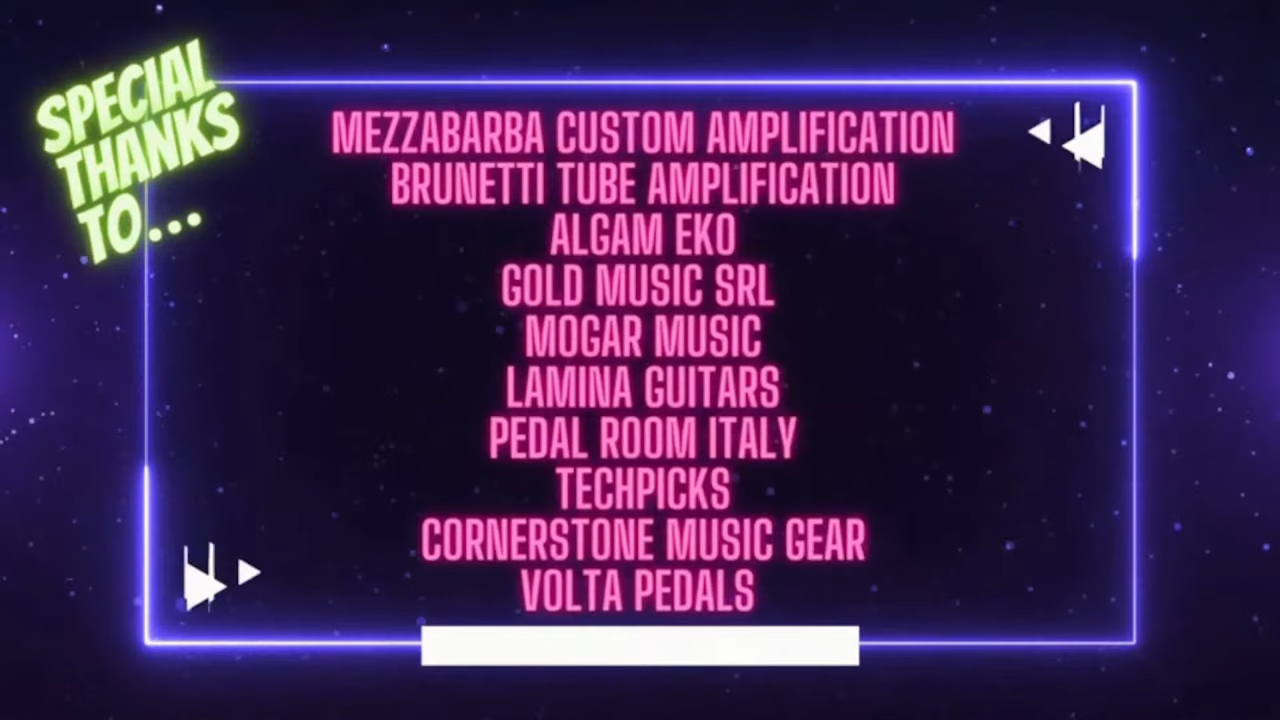 SPECIAL
THANKS
TO...
MEZZABARBA CUSTOM AMPLIFICATION
BRUNETTI TUBE AMPLIFICATION
ALGAM EKO
GOLD MUSIC SRL
MOGAR MUSIC
LAMINA GUITARS
PEDAL ROOM ITALY
TECHPICKS
CORNERSTONE MUSIC GEAR
VOLTA PEDALS